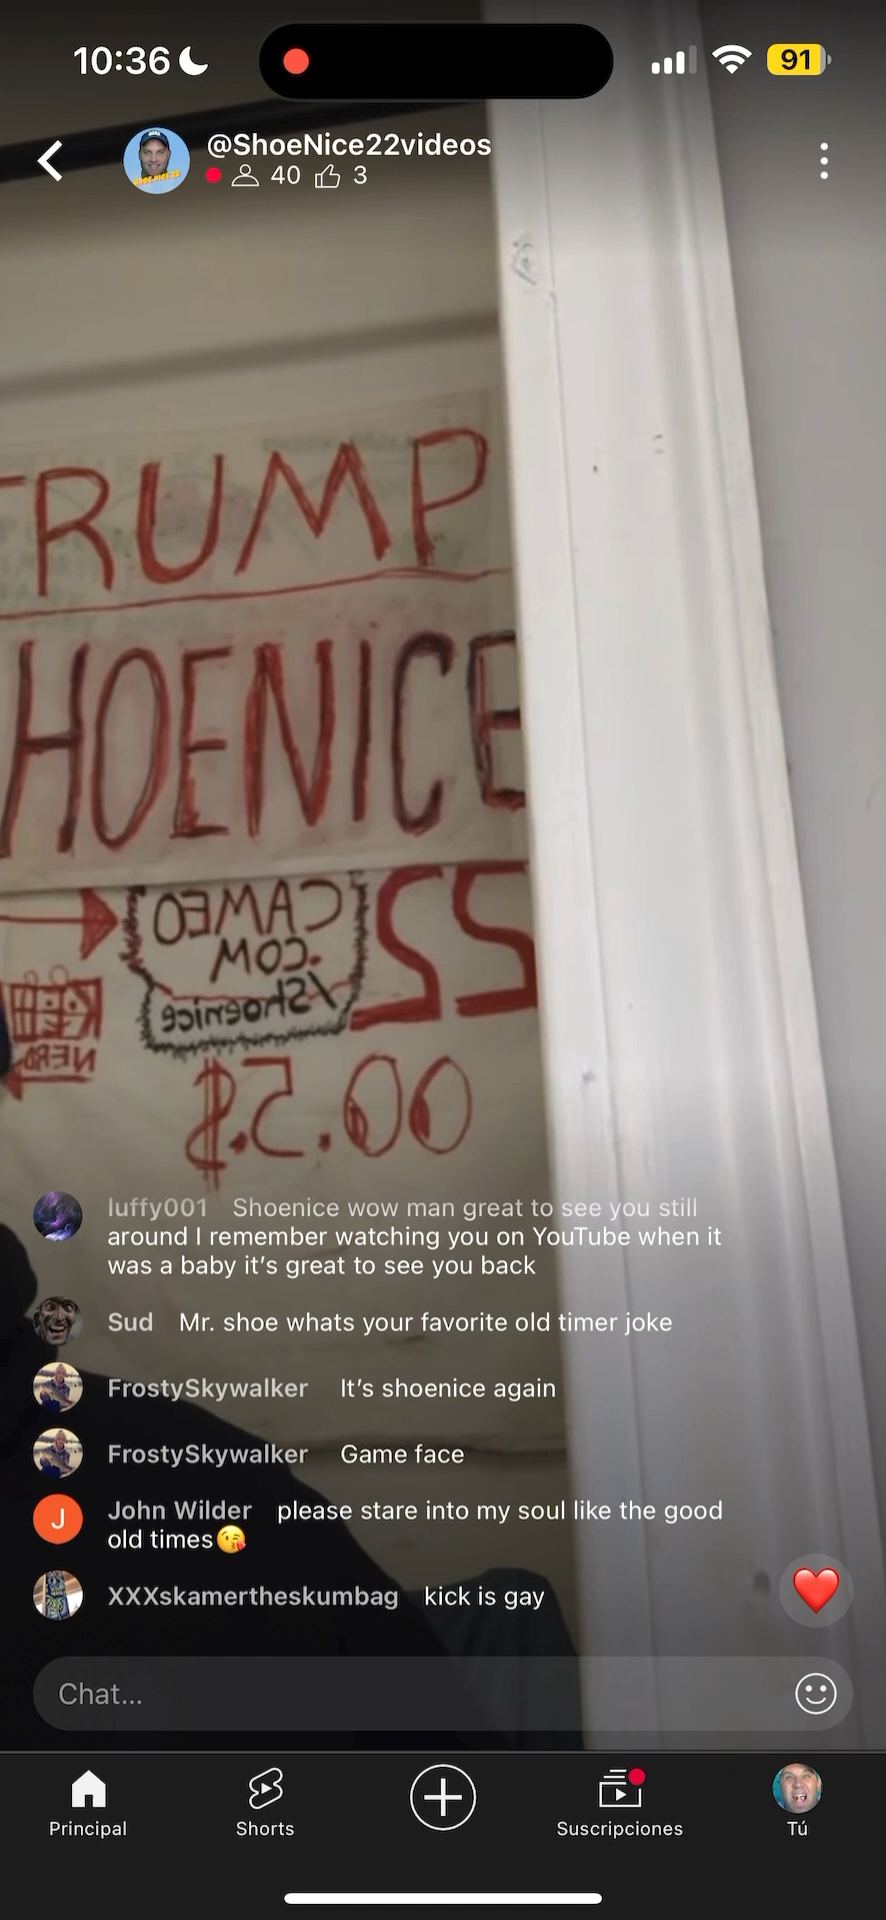 10:36
91
@ShoeNice22videos
40 3
TRUMP
HOENICE
CAMEO 22
.COM
/Shoenice
NERD
$5.00
luffy001 Shoenice wow man great to see you still
around I remember watching you on YouTube when it
was a baby it's great to see you back
Sud Mr. shoe whats your favorite old timer joke
FrostySkywalker It's shoenice again
FrostySkywalker Game face
J John Wilder please stare into my soul like the good
old times😘
XXXskamertheskumbag kick is gay
Chat...
Principal Shorts Suscripciones Tú